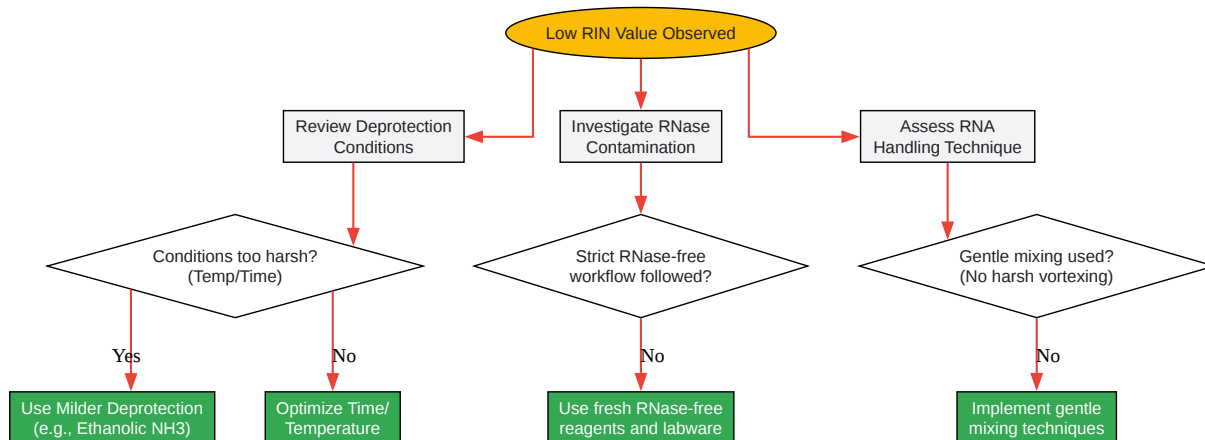 Low RIN Value Observed
Review Deprotection
Conditions
Investigate RNase
Contamination
Assess RNA
Handling Technique
Conditions too harsh?
(Temp/Time)
Strict RNase-free
workflow followed?
Gentle mixing used?
(No harsh vortexing)
Yes
No
No
No
Use Milder Deprotection
(e.g., Ethanolic NH3)
Optimize Time/
Temperature
Use fresh RNase-free
reagents and labware
Implement gentle
mixing techniques